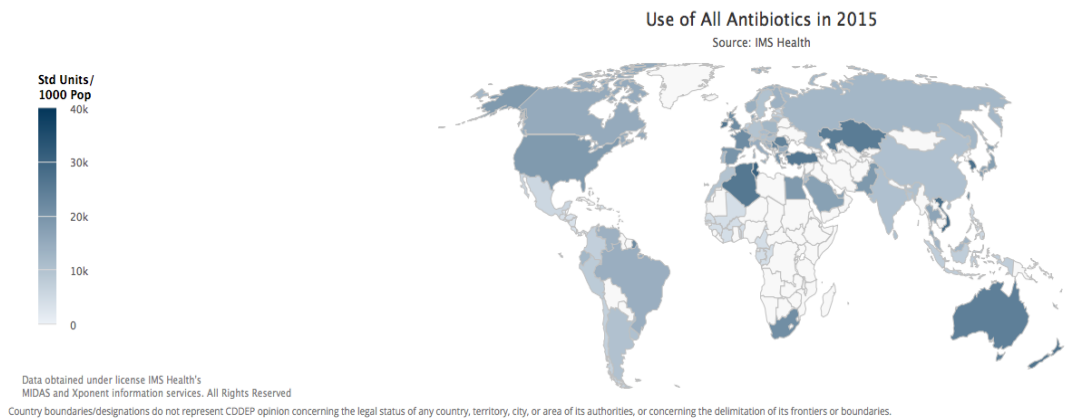 Use of All Antibiotics in 2015
Source: IMS Health
Std Units/
1000 Pop
40k
30k
20k
10k
0
Data obtained under license IMS Health's
MIDAS and Xponent information services. All Rights Reserved
Country boundaries/designations do not represent CDDEP opinion concerning the legal status of any country, territory, city, or area of its authorities, or concerning the delimitation of its frontiers or boundaries.